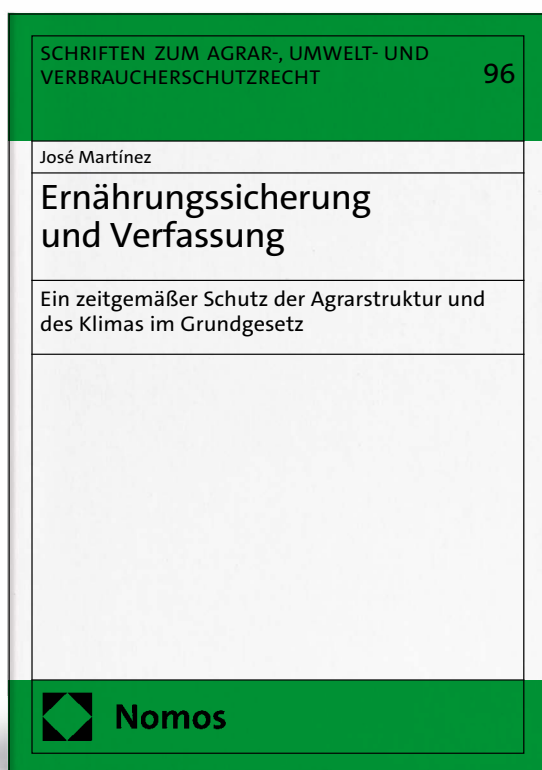 SCHRIFTEN ZUM AGRAR-, UMWELT- UND
VERBRAUCHERSCHUTZRECHT
96
José Martínez
Ernährungssicherung
und Verfassung
Ein zeitgemäßer Schutz der Agrarstruktur und
des Klimas im Grundgesetz
Nomos